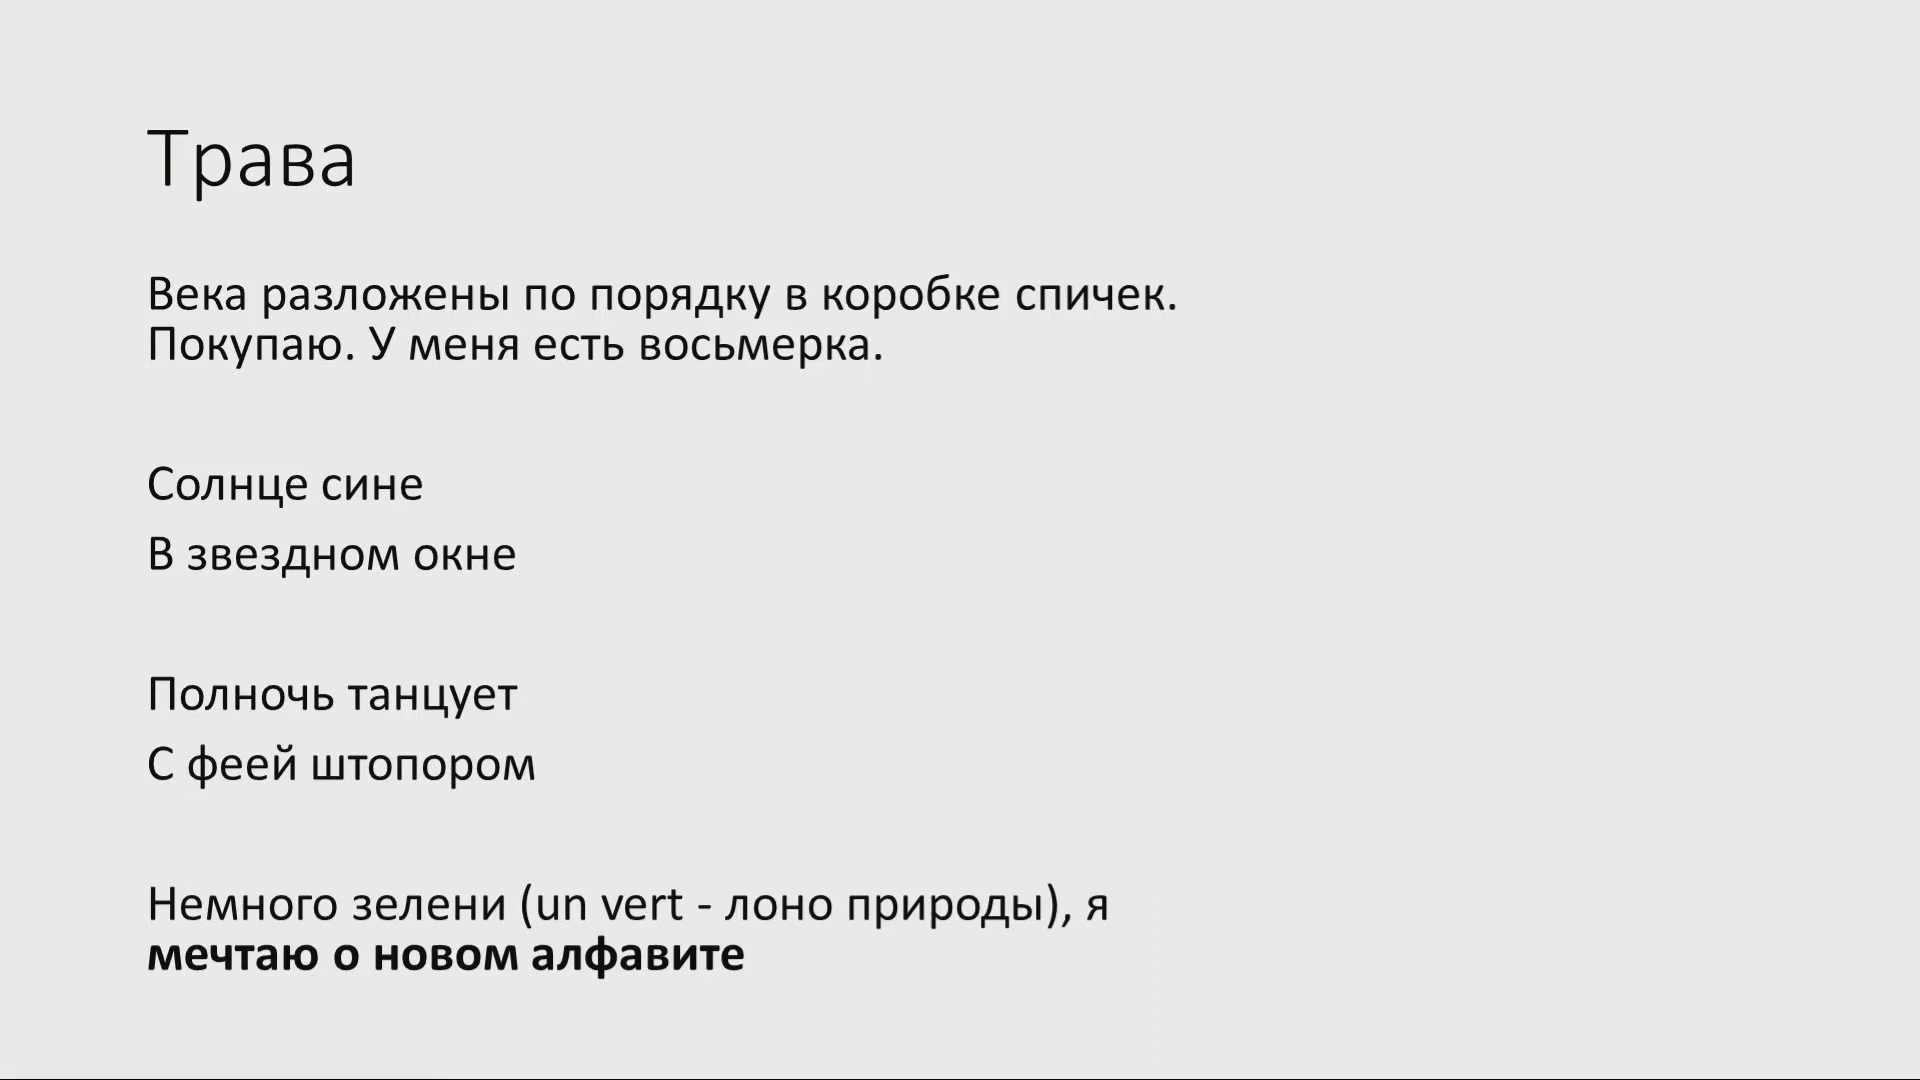 Трава
Века разложены по порядку в коробке спичек.
Покупаю. У меня есть восьмерка.
Солнце сине
В звездном окне
Полночь танцует
С феей штопором
Немного зелени (un vert - лоно природы), я
мечтаю о новом алфавите